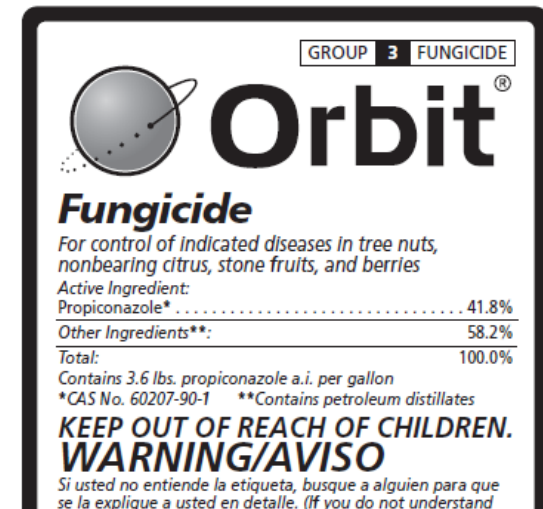 GROUP 3 FUNGICIDE
Orbit®
Fungicide
For control of indicated diseases in tree nuts,
nonbearing citrus, stone fruits, and berries
Active Ingredient:
Propiconazole* . . . . . . . . . . . . . . . . . . . . . . . . . . . . . . . . 41.8%
Other Ingredients**: 58.2%
Total: 100.0%
Contains 3.6 lbs. propiconazole a.i. per gallon
*CAS No. 60207-90-1 **Contains petroleum distillates
KEEP OUT OF REACH OF CHILDREN.
WARNING/AVISO
Si usted no entiende la etiqueta, busque a alguien para que
se la explique a usted en detalle. (If you do not understand